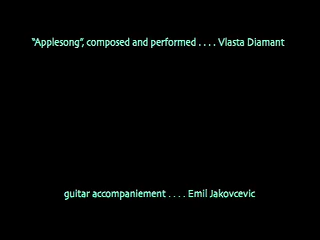 "Applesong", composed and performed . . . . Vlasta Diamant
guitar accompaniement . . . . Emil Jakovcevic